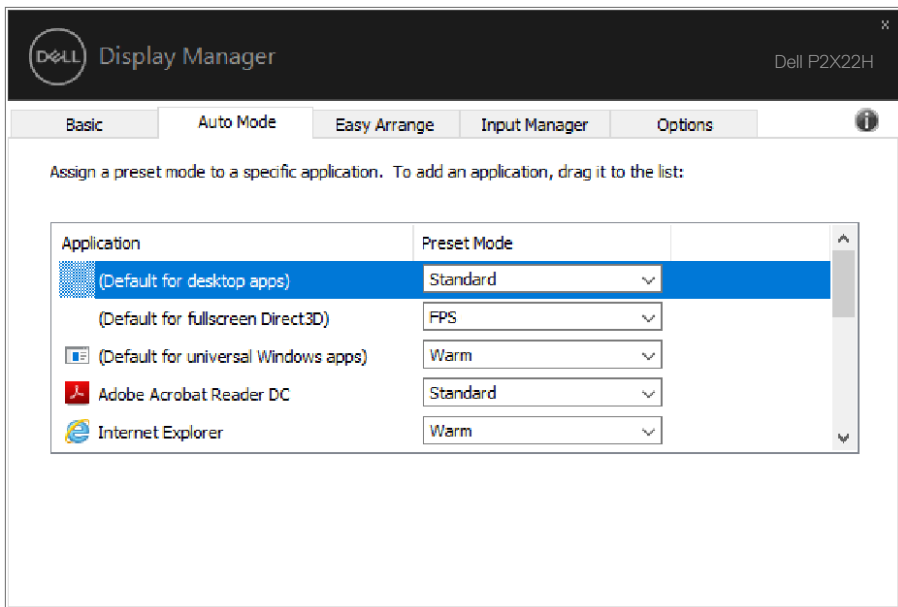 x
DELL Display Manager
Dell P2X22H
Basic Auto Mode Easy Arrange Input Manager Options
Assign a preset mode to a specific application. To add an application, drag it to the list:
Application Preset Mode
(Default for desktop apps) Standard
(Default for fullscreen Direct3D) FPS
(Default for universal Windows apps) Warm
Adobe Acrobat Reader DC Standard
Internet Explorer Warm